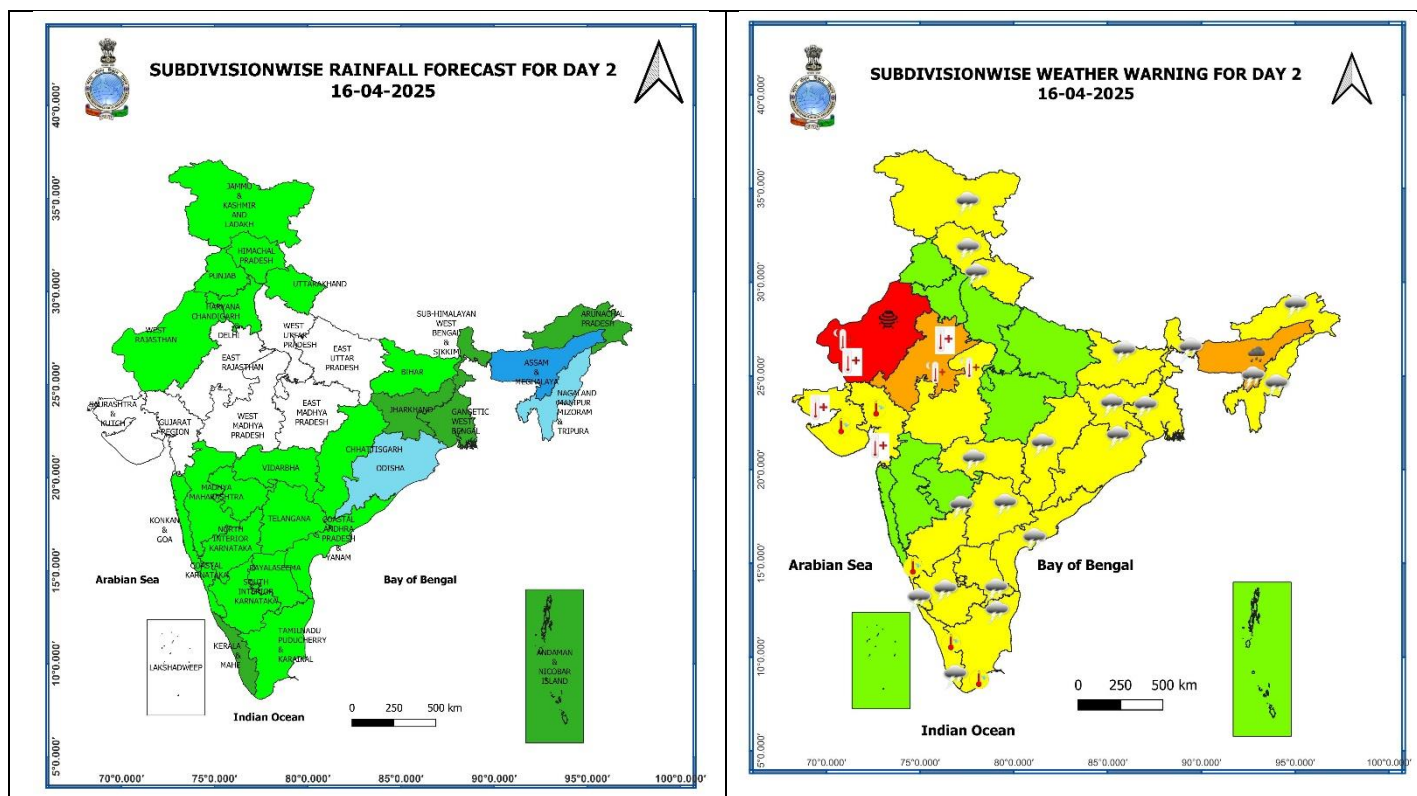 SUBDIVISIONWISE RAINFALL FORECAST FOR DAY 2
16-04-2025
40°0.000'
35°0.000'
30°0.000'
25°0.000'
20°0.000'
15°0.000'
10°0.000'
5°0.000'
JAMMU
&
KASHMIR
AND
LADAKH
HIMACHAL
PRADESH
PUNJAB
UTTARAKHAND
HARYANA
CHANDIGARH
DELHI
WEST
RAJASTHAN
WEST
UTTAR
PRADESH
EAST
UTTAR
PRADESH
EAST
RAJASTHAN
SUB-HIMALAYAN
WEST
BENGAL
&
SIKKIM
ARUNACHAL
PRADESH
ASSAM
&
MEGHALAYA
NAGALAND
MANIPUR
MIZORAM
&
TRIPURA
BIHAR
JHARKHAND
GANGETIC
WEST
BENGAL
SAURASHTRA
&
KUTCH
GUJARAT
REGION
WEST
MADHYA
PRADESH
EAST
MADHYA
PRADESH
CHHATTISGARH
ODISHA
VIDARBHA
MADHYA
MAHARASHTRA
KONKAN
&
GOA
TELANGANA
NORTH
INTERIOR
KARNATAKA
COASTAL
ANDHRA
PRADESH
&
YANAM
COASTAL
KARNATAKA
RAYALASEEMA
SOUTH
INTERIOR
KARNATAKA
Arabian Sea
Bay of Bengal
KERALA
&
MAHE
TAMILNADU
PUDUCHERRY
&
KARAIKAL
LAKSHADWEEP
ANDAMAN
&
NICOBAR
ISLAND
0 250 500 km
Indian Ocean
70°0.000' 75°0.000' 80°0.000' 85°0.000' 90°0.000' 95°0.000' 100°0.000'
SUBDIVISIONWISE WEATHER WARNING FOR DAY 2
16-04-2025
40°0.000'
35°0.000'
30°0.000'
25°0.000'
20°0.000'
15°0.000'
10°0.000'
5°0.000'
Arabian Sea
Bay of Bengal
0 250 500 km
Indian Ocean
70°0.000' 75°0.000' 80°0.000' 85°0.000' 90°0.000' 95°0.000' 100°0.000'